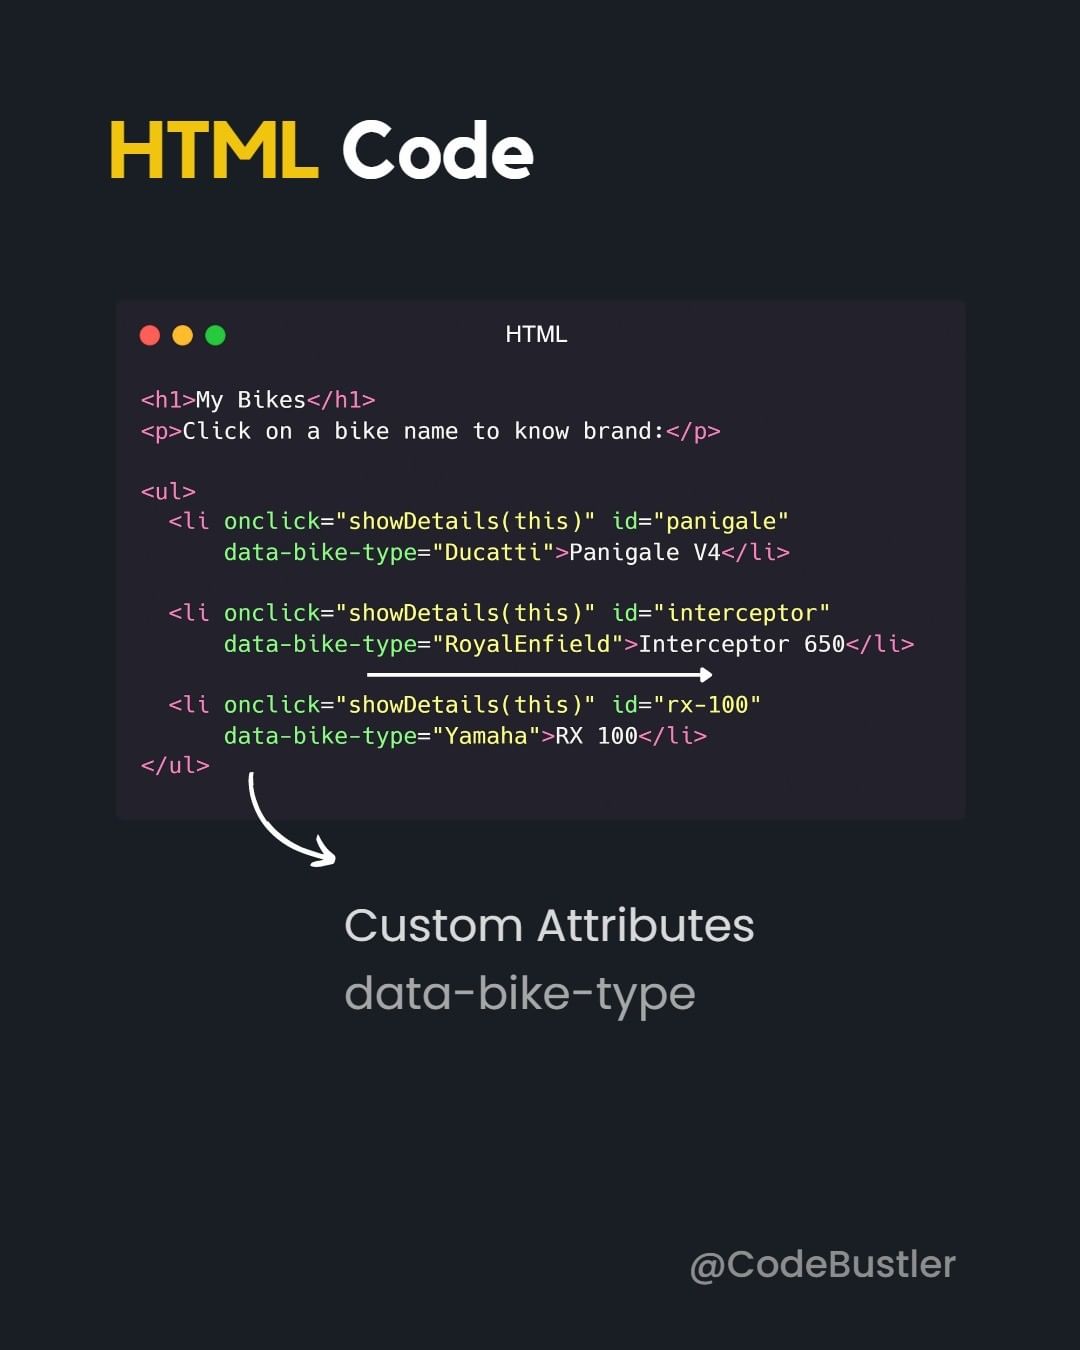 HTML Code
HTML
<h1>My Bikes</h1>
<p>Click on a bike name to know brand:</p>
<ul>
<li onclick="showDetails(this)" id="panigale"
data-bike-type="Ducatti">Panigale V4</li>
<li onclick="showDetails(this)" id="interceptor"
data-bike-type="RoyalEnfield">Interceptor 650</li>
<li onclick="showDetails(this)" id="rx-100"
data-bike-type="Yamaha">RX 100</li>
</ul>
Custom Attributes
data-bike-type
@CodeBustler